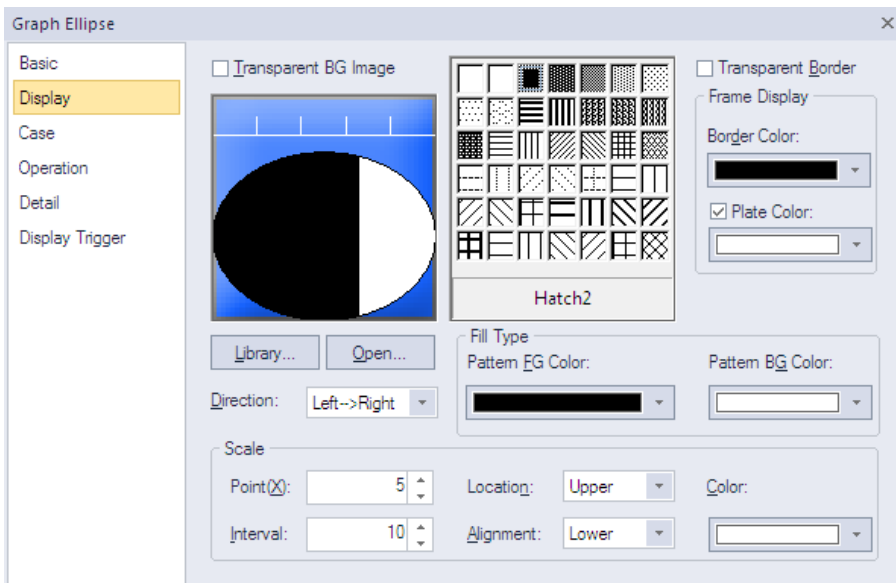 Graph Ellipse
Basic
Display
Case
Operation
Detail
Display Trigger
Transparent BG Image
Hatch2
Transparent Border
Frame Display
Border Color:
Plate Color:
Library...
Open...
Direction:
Left-->Right
Fill Type
Pattern FG Color:
Pattern BG Color:
Scale
Point(X):
5
Location:
Upper
Color:
Interval:
10
Alignment:
Lower